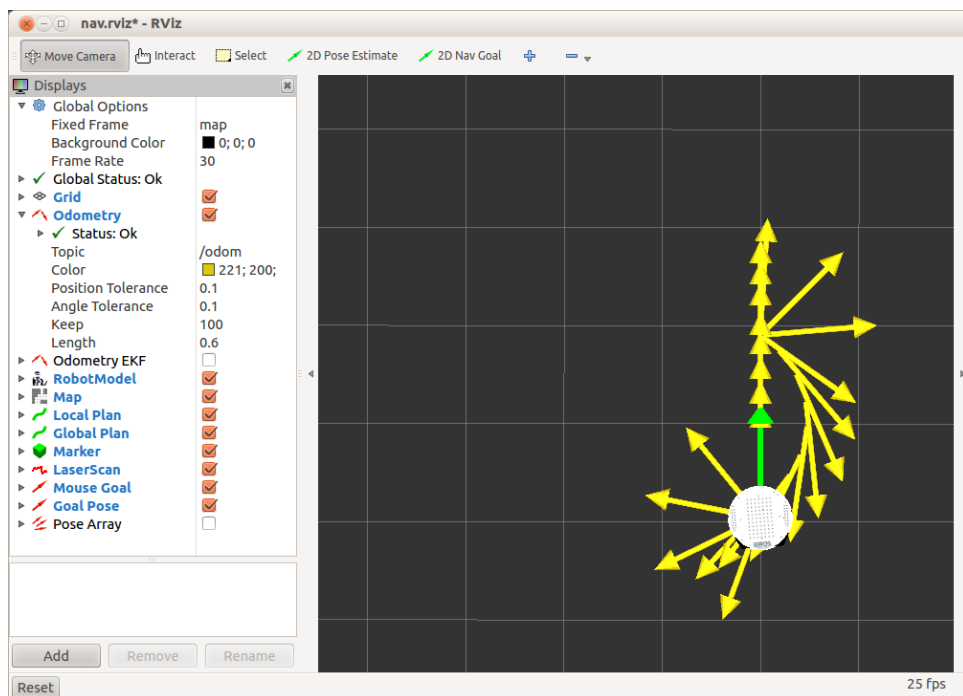 nav.rviz* - RViz
Move Camera Interact Select 2D Pose Estimate 2D Nav Goal
Displays
Global Options
Fixed Frame map
Background Color 0; 0; 0
Frame Rate 30
Global Status: Ok
Grid
Odometry
Status: Ok
Topic /odom
Color 221; 200;
Position Tolerance 0.1
Angle Tolerance 0.1
Keep 100
Length 0.6
Odometry EKF
RobotModel
Map
Local Plan
Global Plan
Marker
LaserScan
Mouse Goal
Goal Pose
Pose Array
Add Remove Rename
Reset 25 fps